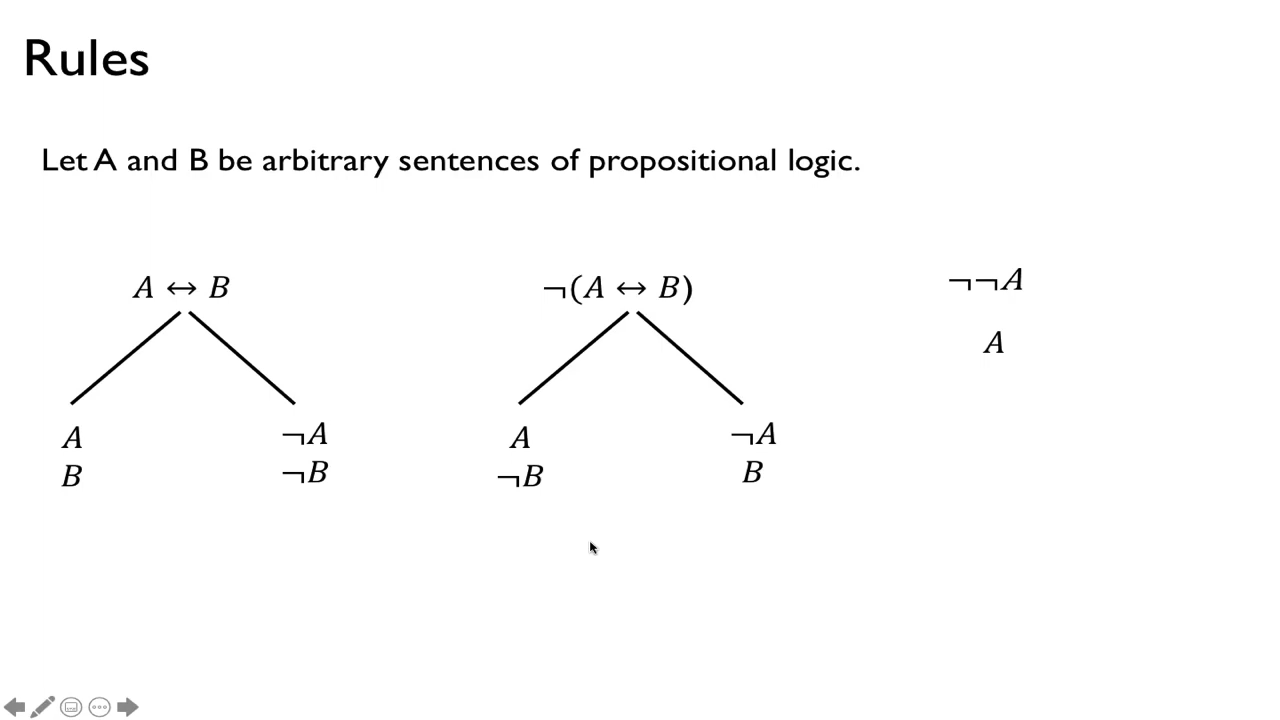 Rules
Let A and B be arbitrary sentences of propositional logic.
A ↔ B
A
B
¬A
¬B
¬(A ↔ B)
A
¬B
¬A
B
¬¬A
A